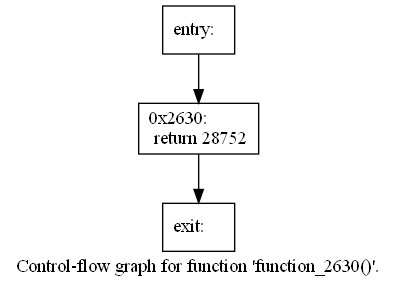 entry:
0x2630:
return 28752
exit:
Control-flow graph for function 'function_2630()'.